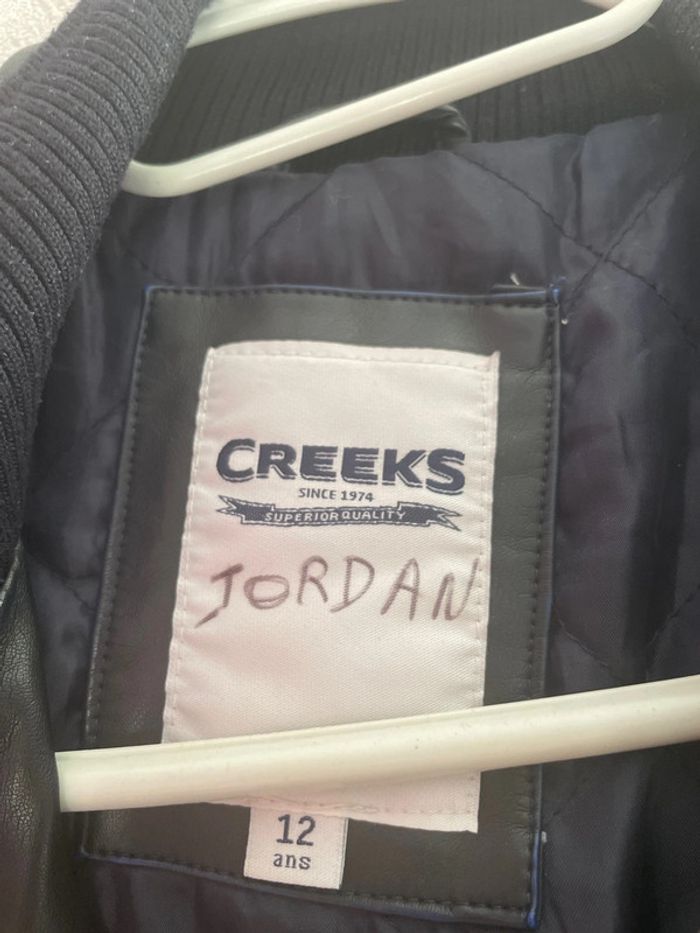 CREEKS
SINCE 1974
SUPERIOR QUALITY
JORDAN
12
ans